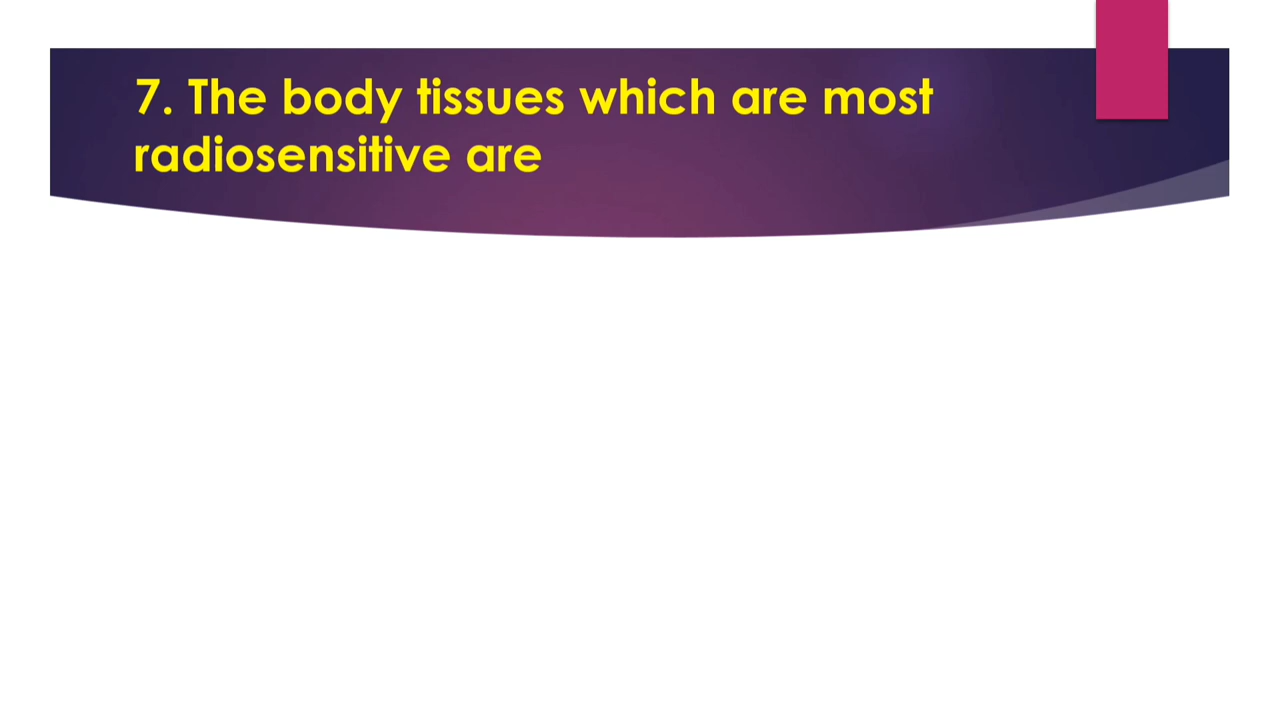 7. The body tissues which are most
radiosensitive are